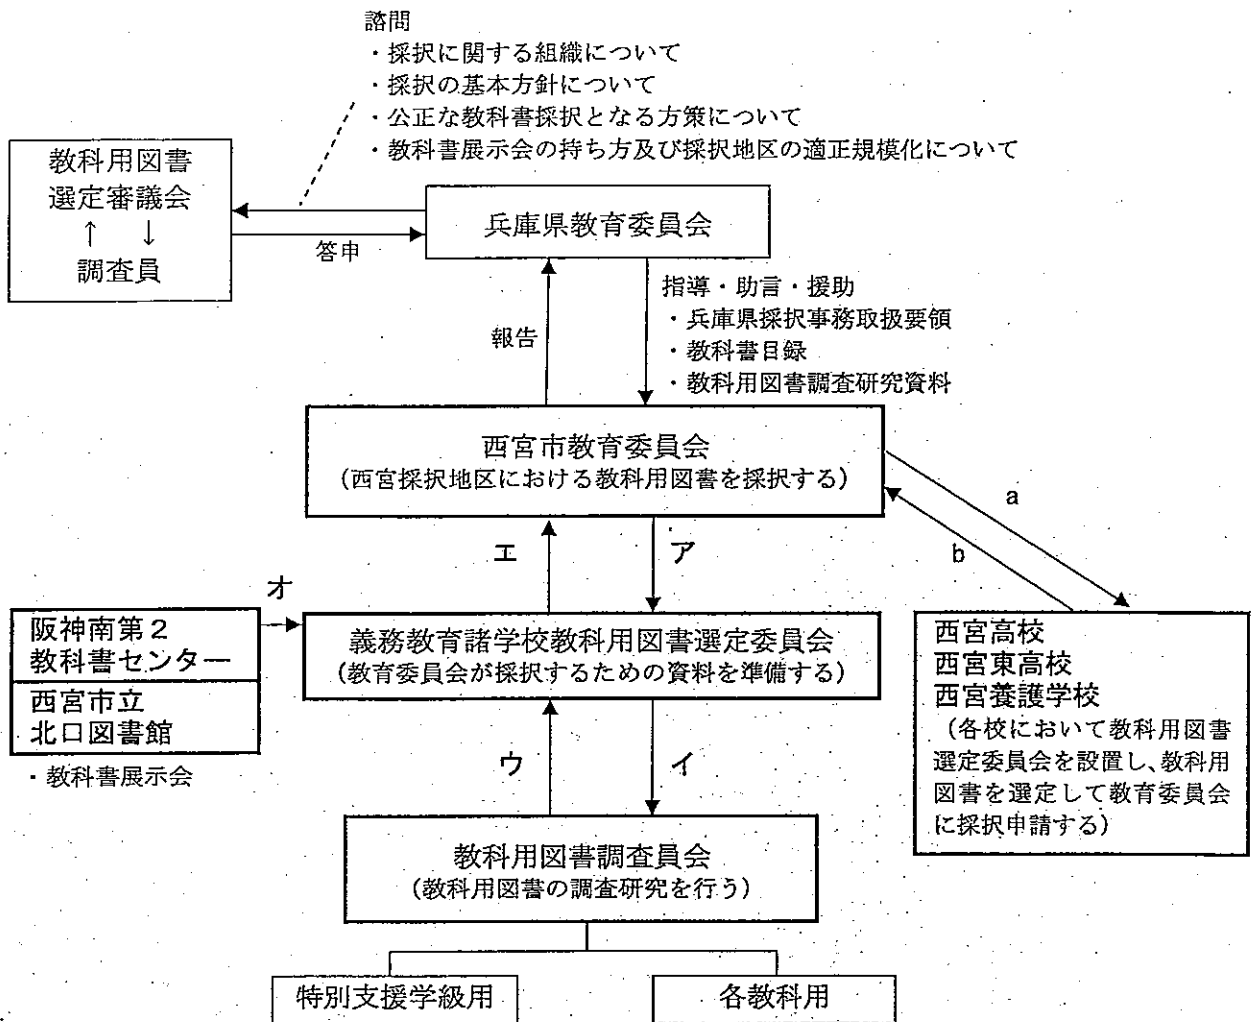 諮問
・採択に関する組織について
・採択の基本方針について
・公正な教科書採択となる方策について
・教科書展示会の持ち方及び採択地区の適正規模化について
教科用図書
選定審議会
↑ ↓
調査員
兵庫県教育委員会
答申
報告
指導・助言・援助
・兵庫県採択事務取扱要領
・教科書目録
・教科用図書調査研究資料
西宮市教育委員会
(西宮採択地区における教科用図書を採択する)
a
b
エ
ア
オ
阪神南第2
教科書センター
西宮市立
北口図書館
・教科書展示会
義務教育諸学校教科用図書選定委員会
(教育委員会が採択するための資料を準備する)
西宮高校
西宮東高校
西宮養護学校
(各校において教科用図書
選定委員会を設置し、教科用
図書を選定して教育委員会
に採択申請する)
ウ
イ
教科用図書調査員会
(教科用図書の調査研究を行う)
特別支援学級用
各教科用